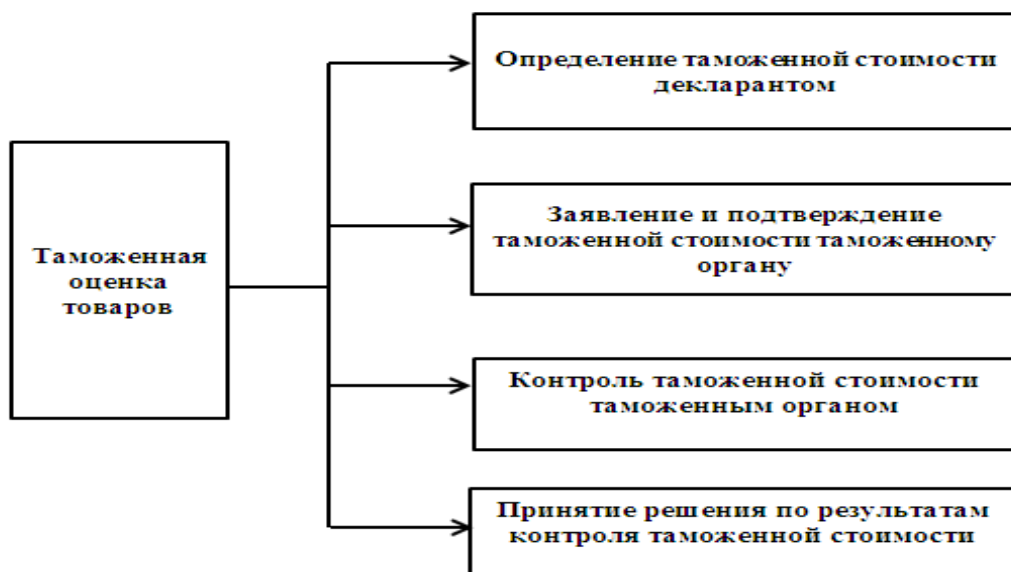 Таможенная
оценка
товаров
Определение таможенной стоимости
декларантом
Заявление и подтверждение
таможенной стоимости таможенному
органу
Контроль таможенной стоимости
таможенным органом
Принятие решения по результатам
контроля таможенной стоимости